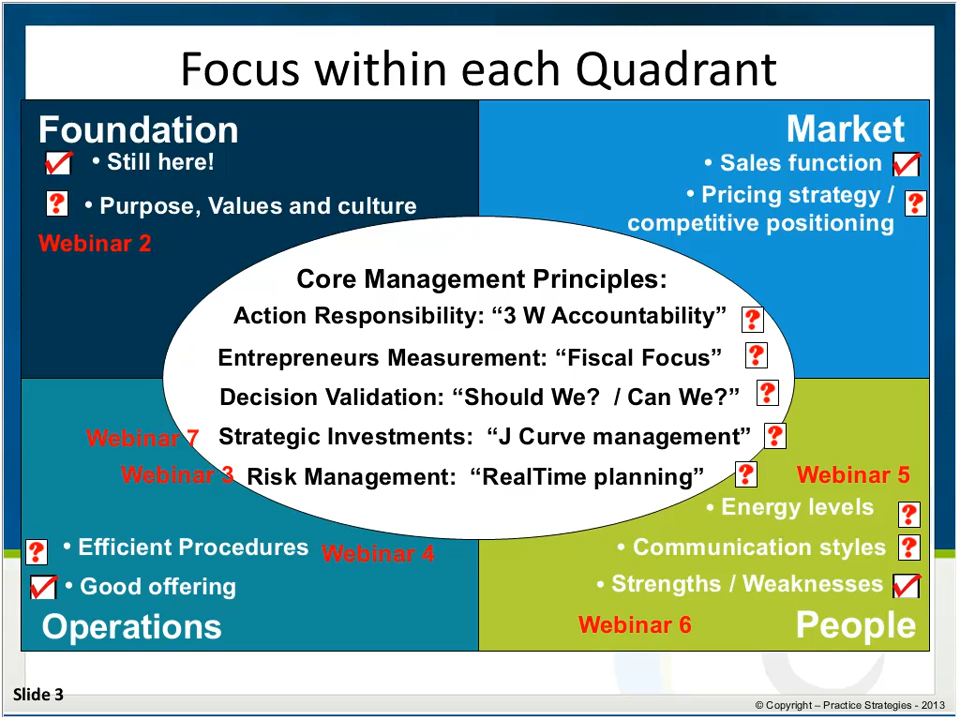 Focus within each Quadrant
Foundation
• Still here!
? • Purpose, Values and culture
Webinar 2
Market
• Sales function
• Pricing strategy / ?
competitive positioning
Core Management Principles:
Action Responsibility: “3 W Accountability” ?
Entrepreneurs Measurement: “Fiscal Focus” ?
Decision Validation: “Should We? / Can We?” ?
Webinar 7 Strategic Investments: “J Curve management” ?
Webinar 3 Risk Management: “RealTime planning” ?
? • Efficient Procedures Webinar 4
• Good offering
Operations
Webinar 5
• Energy levels ?
• Communication styles ?
• Strengths / Weaknesses
Webinar 6 People
Slide 3
© Copyright – Practice Strategies - 2013